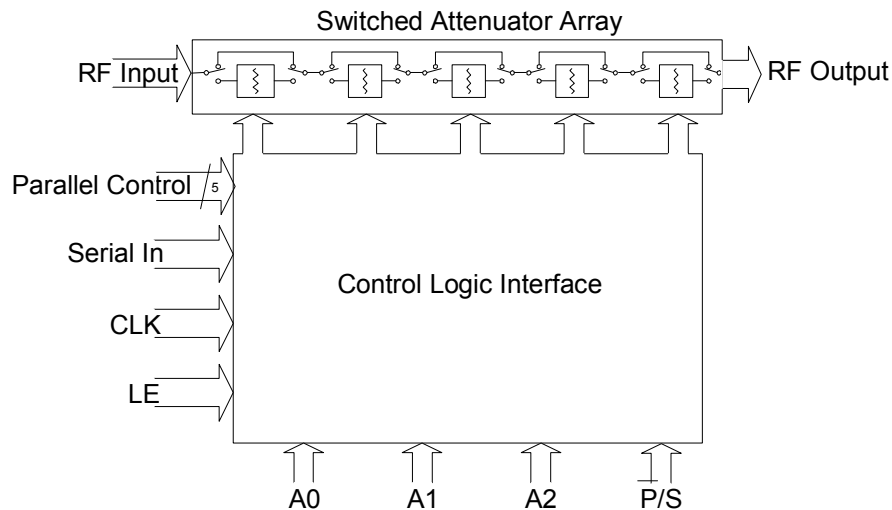 Switched Attenuator Array
RF Input
RF Output
Parallel Control
5
Serial In
Control Logic Interface
CLK
LE
A0
A1
A2
P̅/S